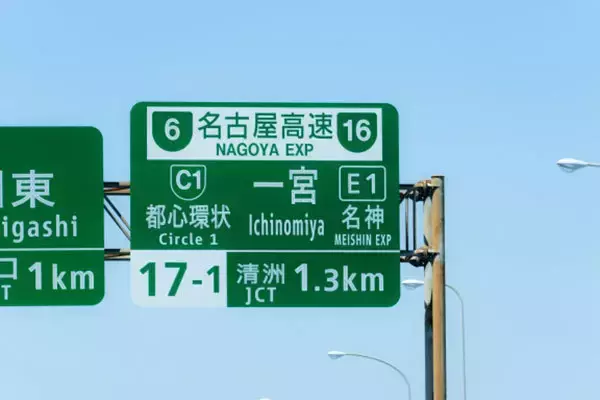 東
igashi
口 1km
6 名古屋高速 16
NAGOYA EXP
C1 一宮 E1
都心環状 Ichinomiya 名神
Circle 1 MEISHIN EXP
17-1 清洲 1.3km
JCT